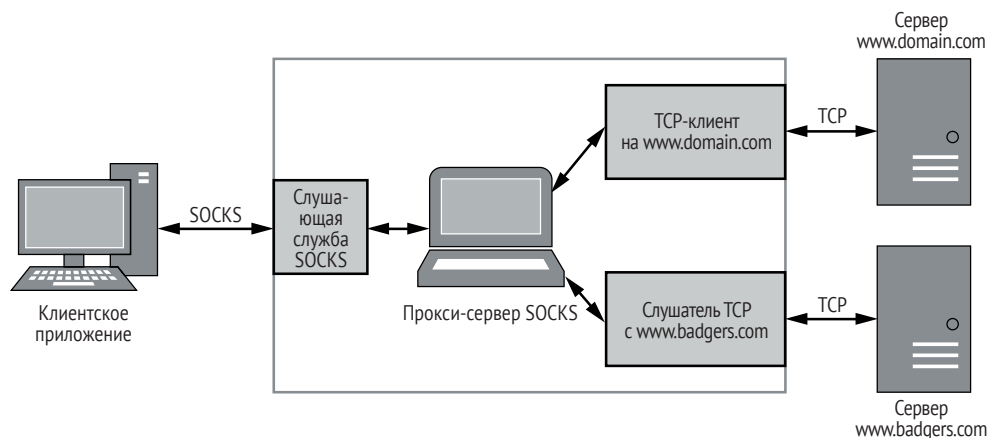 Сервер
www.domain.com
TCP-клиент
на www.domain.com
TCP
SOCKS
Слуша-
ющая
служба
SOCKS
Клиентское
приложение
Прокси-сервер SOCKS
Слушатель TCP
с www.badgers.com
TCP
Сервер
www.badgers.com